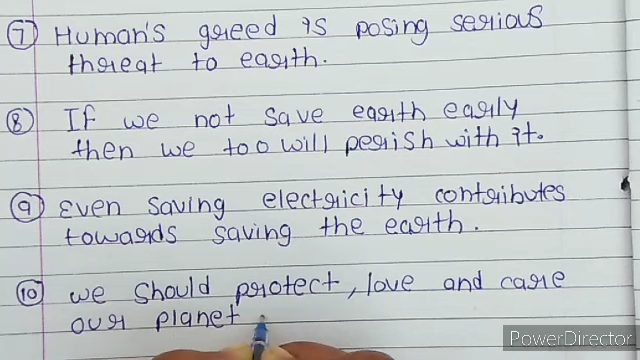 7 Human's greed is posing serious
threat to earth.
8 If we not save earth early
then we too will perish with it.
9 Even saving electricity contributes
towards saving the earth.
10 we should protect, love and care
our planet
PowerDirector